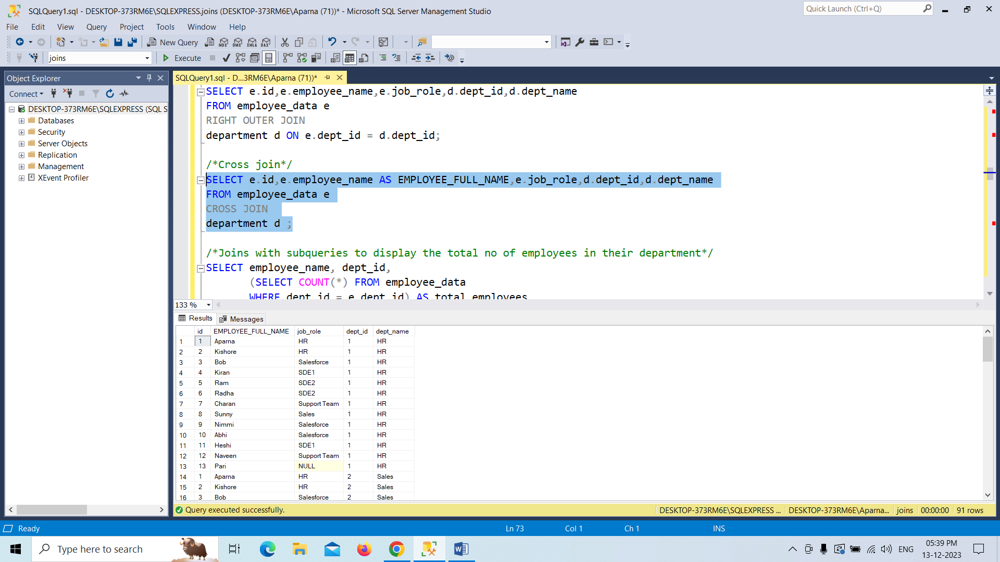 SQLQuery1.sql - DESKTOP-373RM6E\SQLEXPRESS.joins (DESKTOP-373RM6E\Aparna (71))* - Microsoft SQL Server Management Studio
Quick Launch (Ctrl+Q)
File Edit View Query Project Tools Window Help
New Query MDX DMX XMLA DAX
joins Execute
Object Explorer
SQLQuery1.sql - D...3RM6E\Aparna (71))*
Connect
DESKTOP-373RM6E\SQLEXPRESS (SQL S
Databases
Security
Server Objects
Replication
Management
XEvent Profiler
SELECT e.id,e.employee_name,e.job_role,d.dept_id,d.dept_name
FROM employee_data e
RIGHT OUTER JOIN
department d ON e.dept_id = d.dept_id;
/*Cross join*/
SELECT e.id,e.employee_name AS EMPLOYEE_FULL_NAME,e.job_role,d.dept_id,d.dept_name
FROM employee_data e
CROSS JOIN
department d ;
/*Joins with subqueries to display the total no of employees in their department*/
SELECT employee_name, dept_id,
(SELECT COUNT(*) FROM employee_data
WHERE dept_id = e.dept_id) AS total_employees
133 %
Results Messages
id EMPLOYEE_FULL_NAME job_role dept_id dept_name
1 1 Aparna HR 1 HR
2 2 Kishore HR 1 HR
3 3 Bob Salesforce 1 HR
4 4 Kiran SDE1 1 HR
5 5 Ram SDE2 1 HR
6 6 Radha SDE2 1 HR
7 7 Charan Support Team 1 HR
8 8 Sunny Sales 1 HR
9 9 Nimmi Salesforce 1 HR
10 10 Abhi Salesforce 1 HR
11 11 Heshi SDE1 1 HR
12 12 Naveen Support Team 1 HR
13 13 Pari NULL 1 HR
14 1 Aparna HR 2 Sales
15 2 Kishore HR 2 Sales
16 3 Bob Salesforce 2 Sales
Query executed successfully. DESKTOP-373RM6E\SQLEXPRESS ... DESKTOP-373RM6E\Aparna... joins 00:00:00 91 rows
Ready Ln 73 Col 1 Ch 1 INS
Type here to search
ENG
05:39 PM
13-12-2023